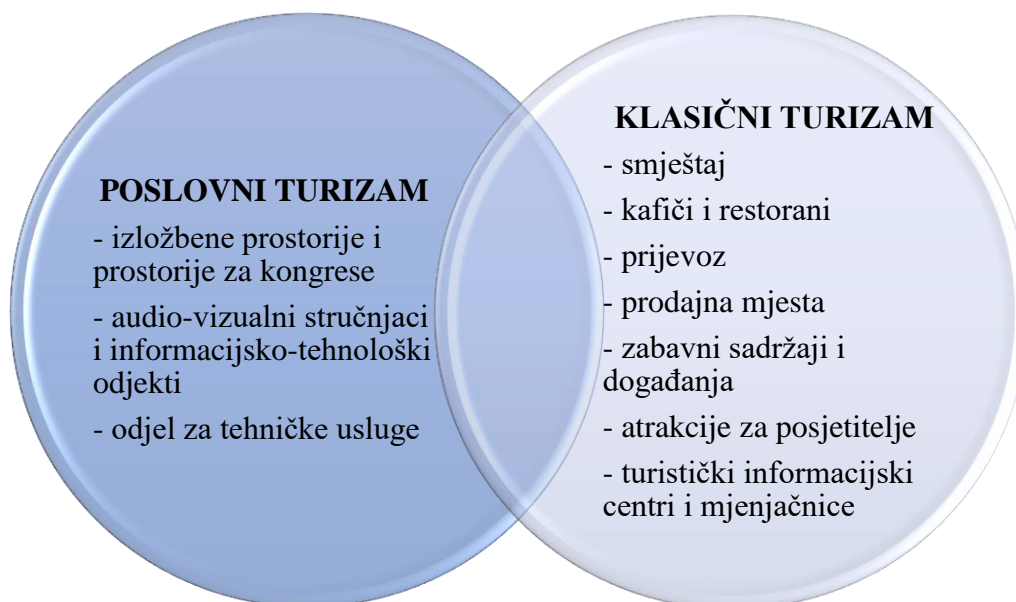 POSLOVNI TURIZAM
- izložbene prostorije i
prostorije za kongrese
- audio-vizualni stručnjaci
i informacijsko-tehnološki
odjekti
- odjel za tehničke usluge
KLASIČNI TURIZAM
- smještaj
- kafiči i restorani
- prijevoz
- prodajna mjesta
- zabavni sadržaji i
događanja
- atrakcije za posjetitelje
- turistički informacijski
centri i mjenjačnice